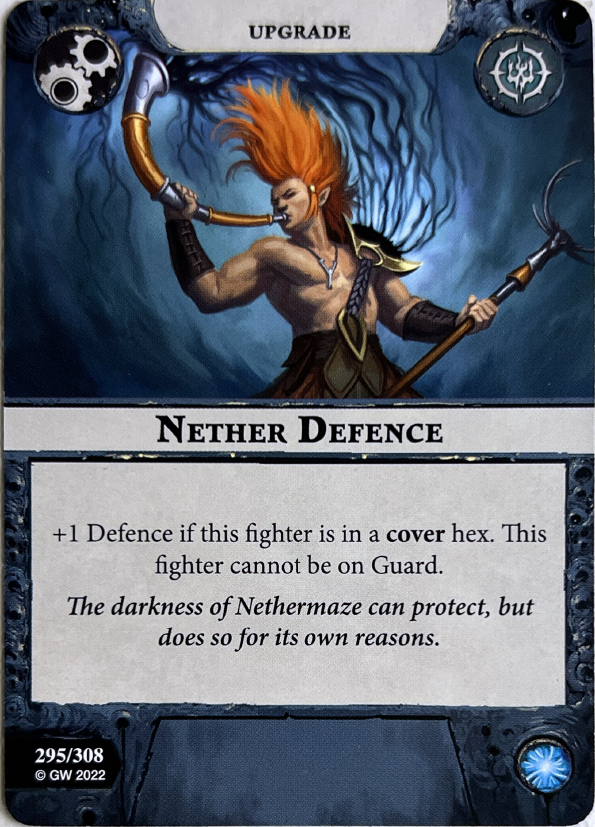 UPGRADE
NETHER DEFENCE
+1 Defence if this fighter is in a cover hex. This
fighter cannot be on Guard.
The darkness of Nethermaze can protect, but
does so for its own reasons.
295/308
© GW 2022